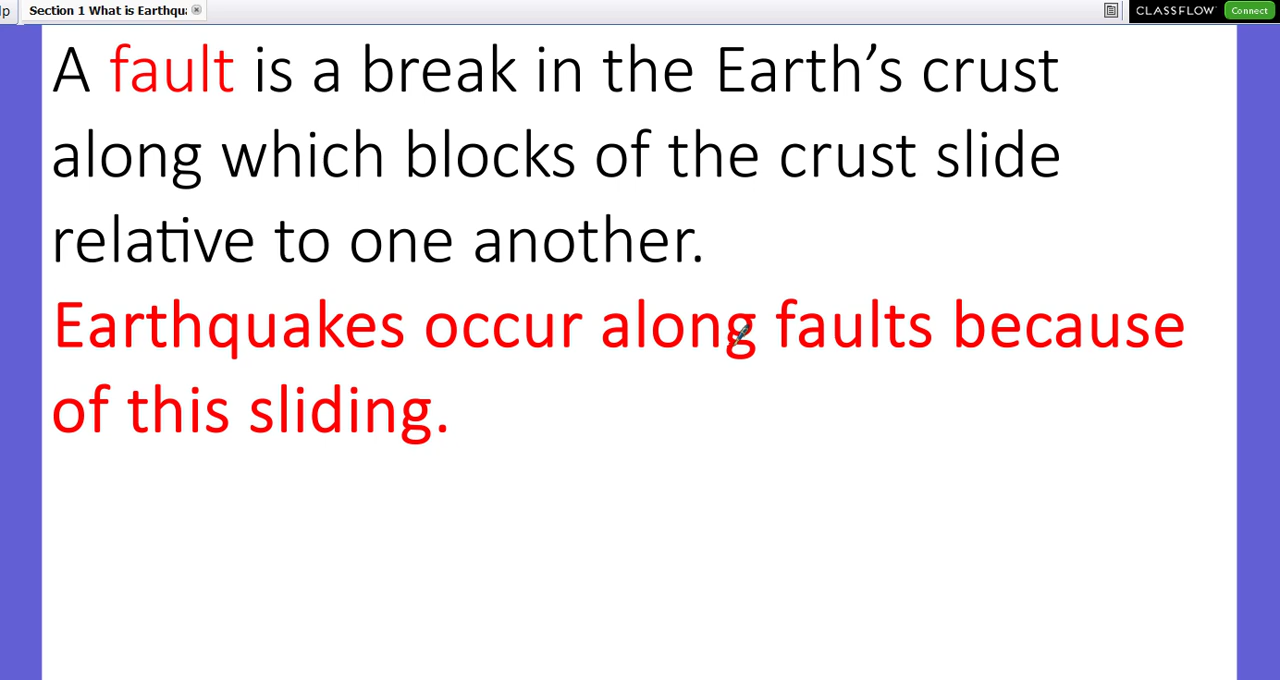 lp
Section 1 What is Earthqu
CLASSFLOW
Connect
A fault is a break in the Earth’s crust
along which blocks of the crust slide
relative to one another.
Earthquakes occur along faults because
of this sliding.